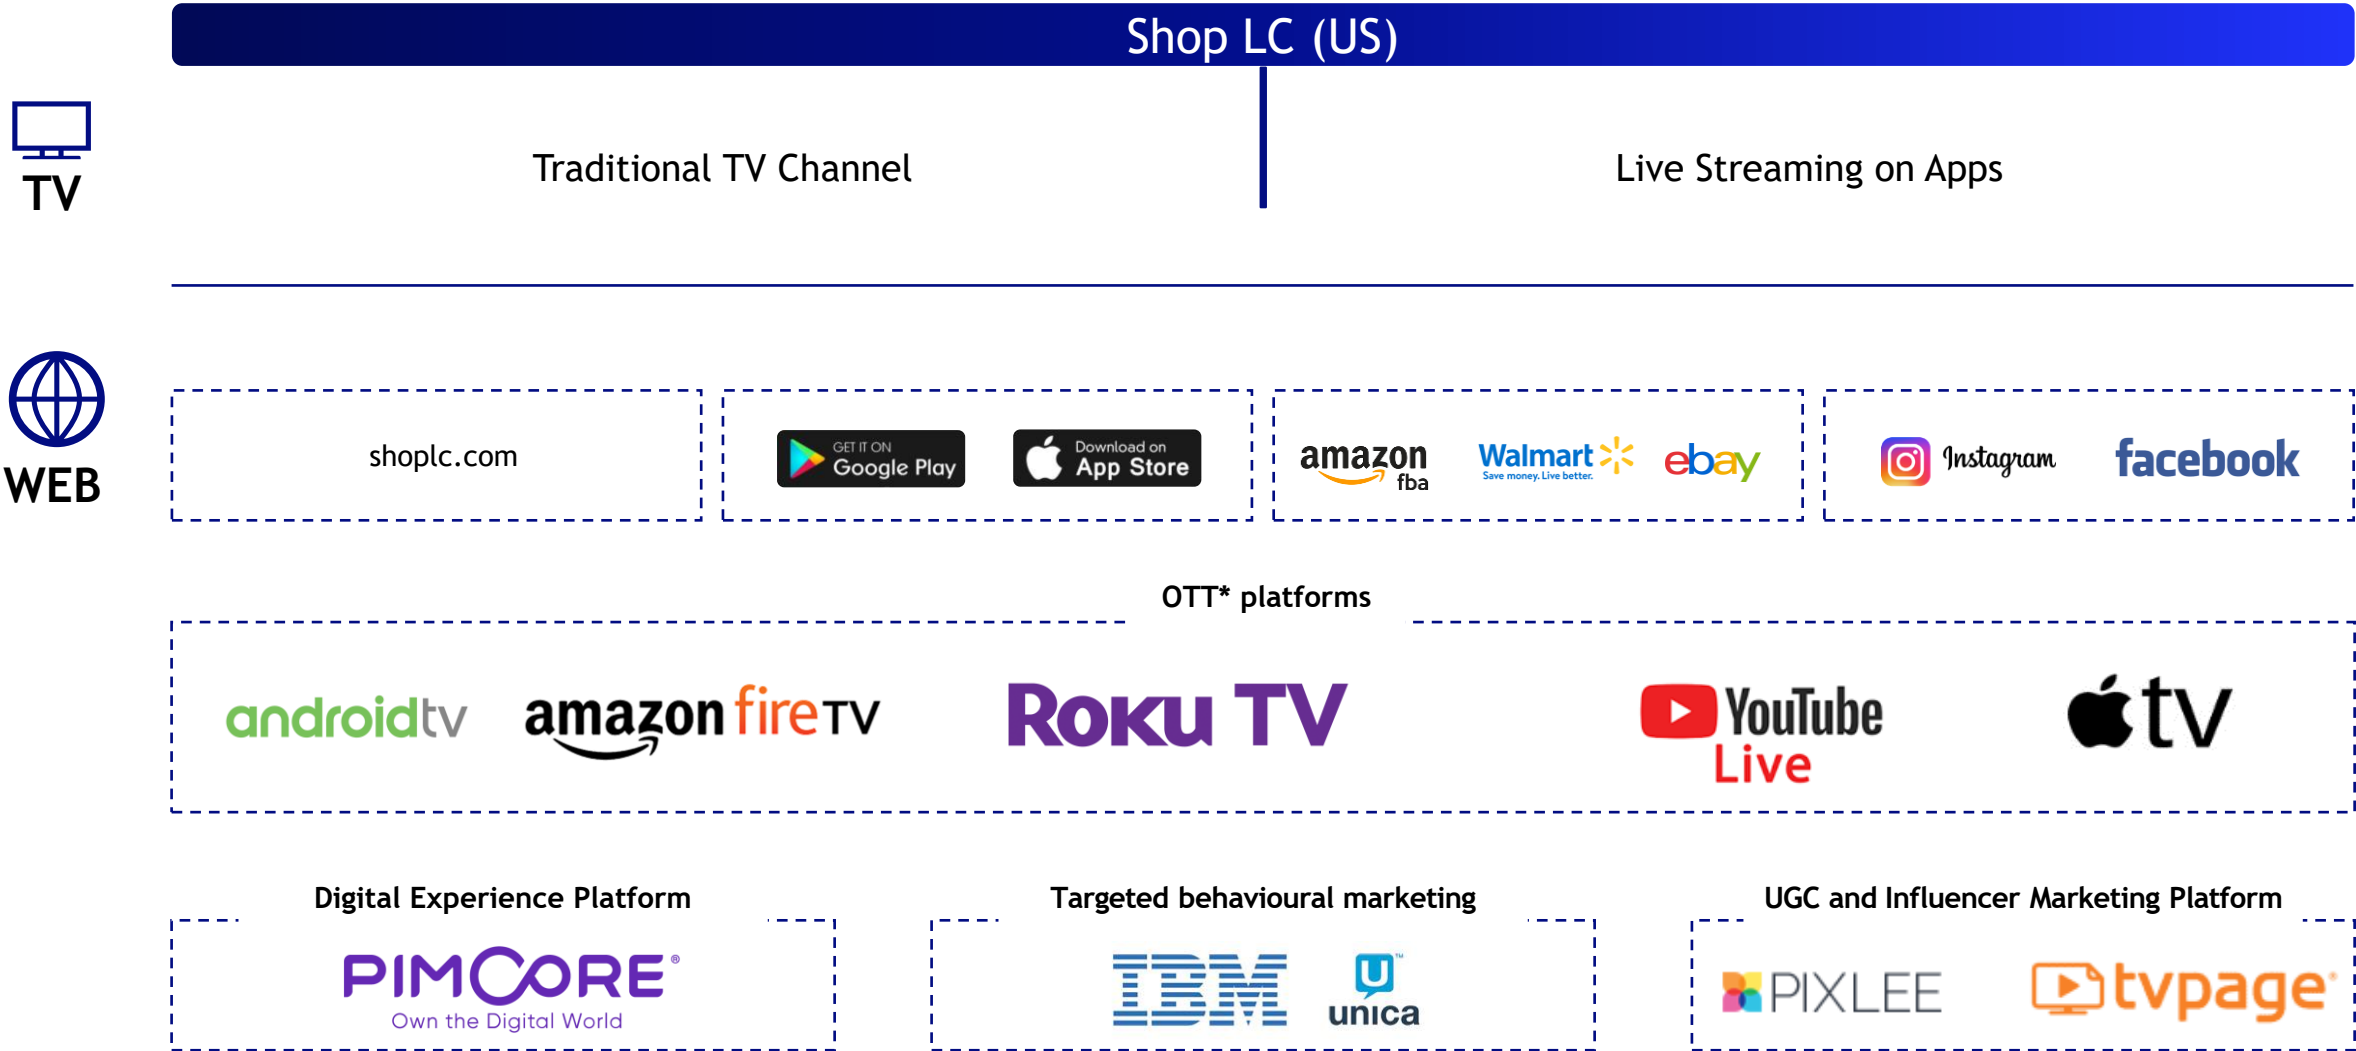 Shop LC (US)
TV
Traditional TV Channel
Live Streaming on Apps
WEB
shoplc.com
GET IT ON
Google Play
Download on
App Store
amazon
fba
Walmart
Save money. Live better.
ebay
Instagram
facebook
OTT* platforms
androidtv
amazon fireTV
ROKU TV
YouTube
Live
tv
Digital Experience Platform
PIMCORE®
Own the Digital World
Targeted behavioural marketing
IBM
U™
unica
UGC and Influencer Marketing Platform
PIXLEE
tvpage®